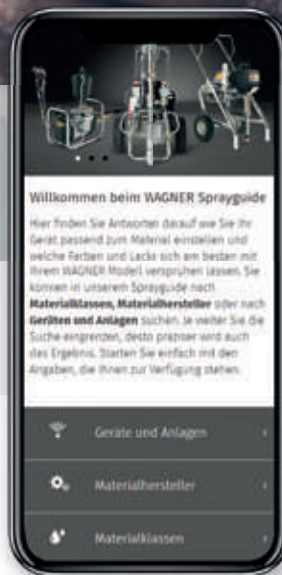 Willkommen beim WAGNER Sprayguide
Hier finden Sie Antworten darauf wie Sie Ihr
Gerät passend zum Material einstellen und
welche Farben und Lacke sich am besten mit
Ihrem WAGNER Modell versprühen lassen. Sie
können in unserem Sprayguide nach
Materialklassen, Materialhersteller oder nach
Geräten und Anlagen suchen. Je weiter Sie die
Suche eingrenzen, desto präziser wird auch
das Ergebnis. Starten Sie einfach mit den
Angaben, die Ihnen zur Verfügung stehen.
Geräte und Anlagen
Materialhersteller
Materialklassen